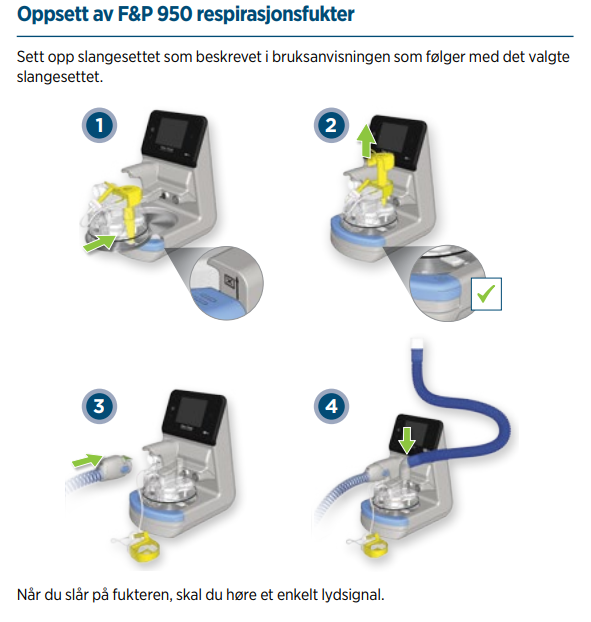 Oppsett av F&P 950 respirasjonsfukter
Sett opp slangesettet som beskrevet i bruksanvisningen som følger med det valgte
slangesettet.
1
2
3
4
Når du slår på fukteren, skal du høre et enkelt lydsignal.